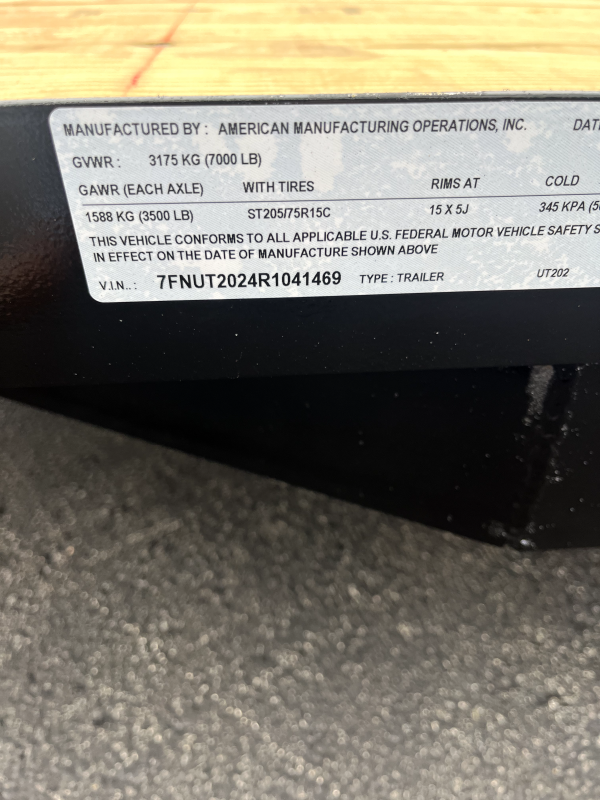 MANUFACTURED BY : AMERICAN MANUFACTURING OPERATIONS, INC.
GVWR : 3175 KG (7000 LB)
GAWR (EACH AXLE) WITH TIRES RIMS AT COLD
1588 KG (3500 LB) ST205/75R15C 15 X 5J 345 KPA
THIS VEHICLE CONFORMS TO ALL APPLICABLE U.S. FEDERAL MOTOR VEHICLE SAFETY
IN EFFECT ON THE DATE OF MANUFACTURE SHOWN ABOVE
V.I.N.. : 7FNUT2024R1041469 TYPE : TRAILER UT202